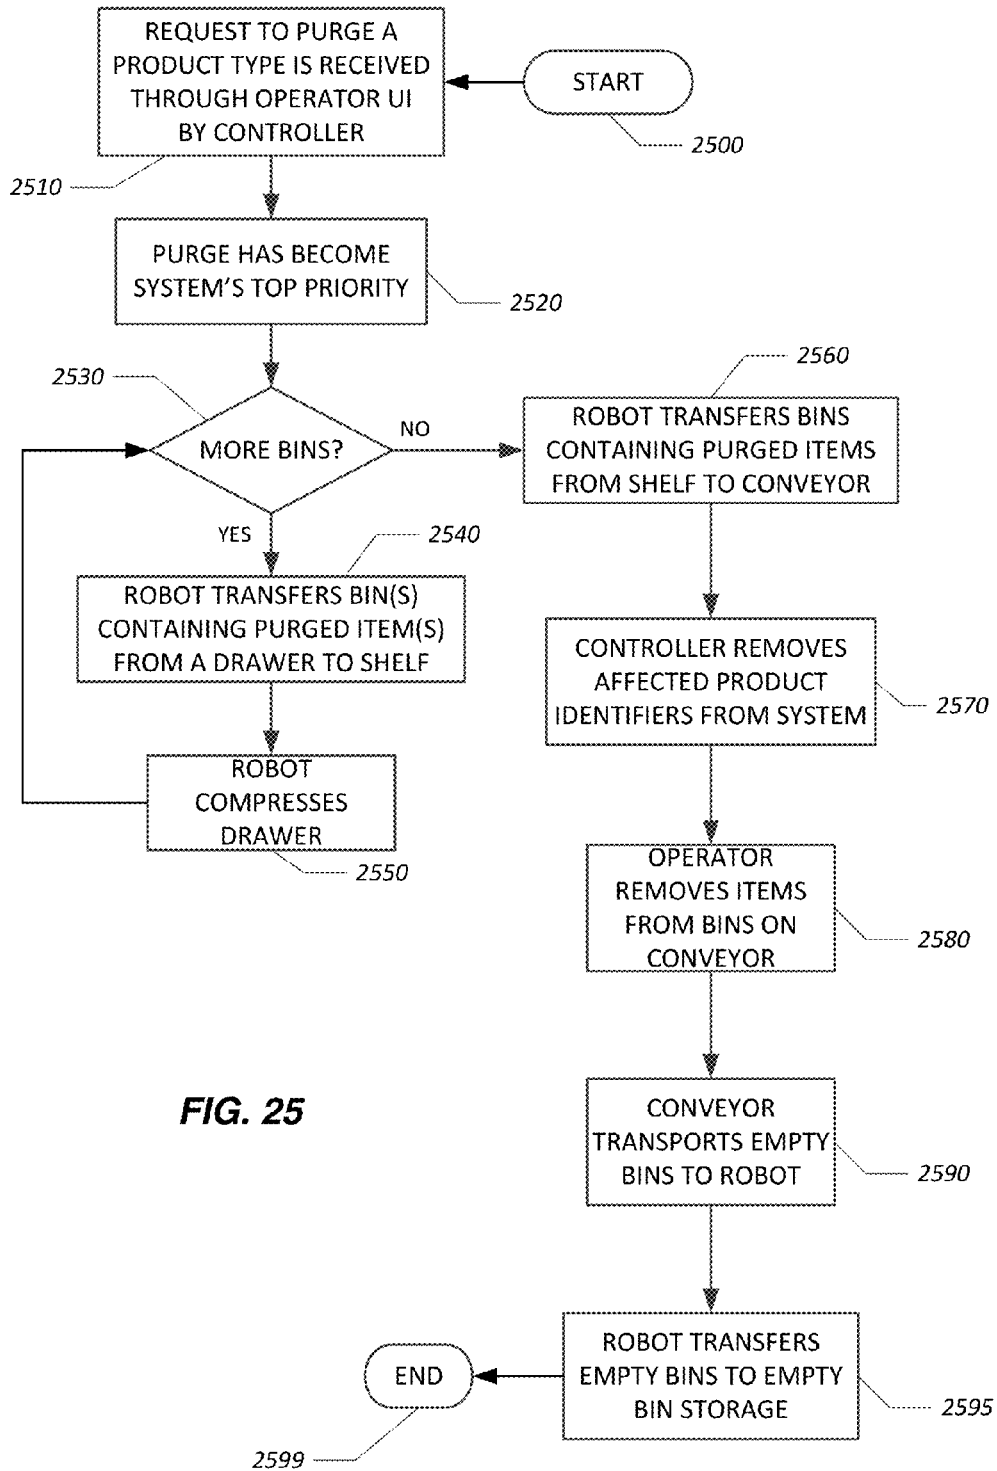 REQUEST TO PURGE A
PRODUCT TYPE IS RECEIVED
THROUGH OPERATOR UI
BY CONTROLLER
START
2500
2510
PURGE HAS BECOME
SYSTEM'S TOP PRIORITY
2520
2530
MORE BINS?
NO
YES
2540
ROBOT TRANSFERS BIN(S)
CONTAINING PURGED ITEM(S)
FROM A DRAWER TO SHELF
ROBOT
COMPRESSES
DRAWER
2550
2560
ROBOT TRANSFERS BINS
CONTAINING PURGED ITEMS
FROM SHELF TO CONVEYOR
CONTROLLER REMOVES
AFFECTED PRODUCT
IDENTIFIERS FROM SYSTEM
2570
OPERATOR
REMOVES ITEMS
FROM BINS ON
CONVEYOR
2580
CONVEYOR
TRANSPORTS EMPTY
BINS TO ROBOT
2590
ROBOT TRANSFERS
EMPTY BINS TO EMPTY
BIN STORAGE
2595
END
2599
FIG. 25